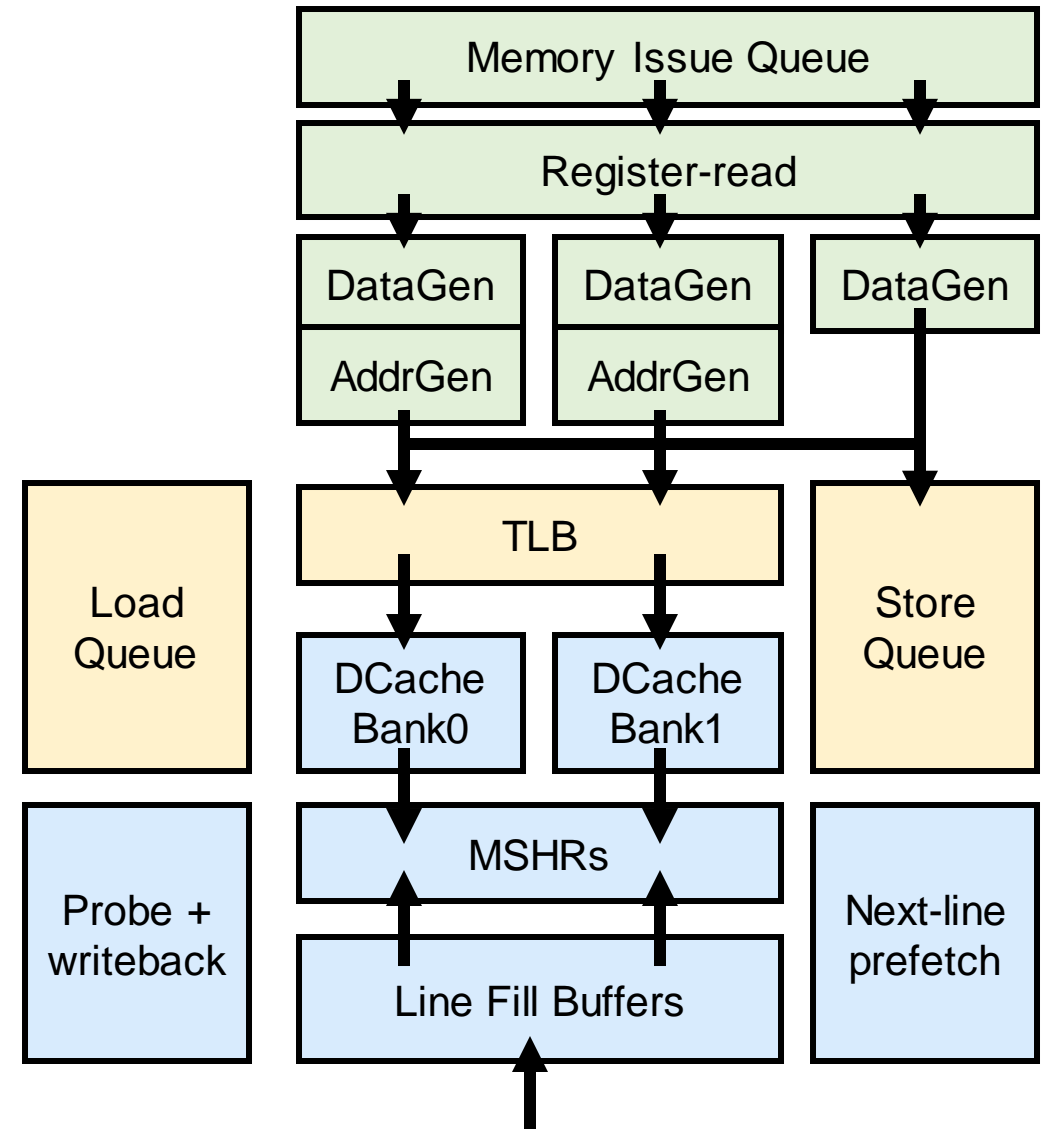 Memory Issue Queue
Register-read
DataGen
DataGen
DataGen
AddrGen
AddrGen
Load
Queue
TLB
Store
Queue
DCache
Bank0
DCache
Bank1
MSHRs
Probe +
writeback
Next-line
prefetch
Line Fill Buffers